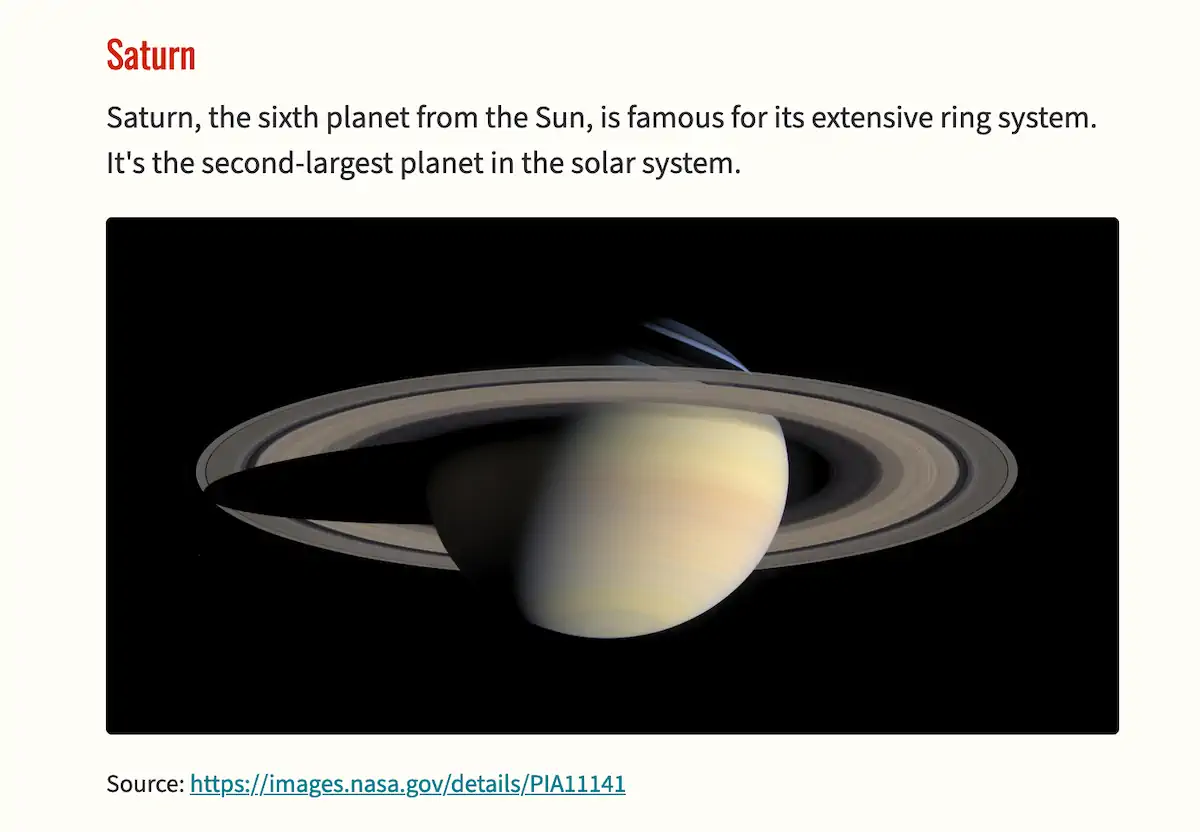 Saturn
Saturn, the sixth planet from the Sun, is famous for its extensive ring system.
It's the second-largest planet in the solar system.
Source: https://images.nasa.gov/details/PIA11141